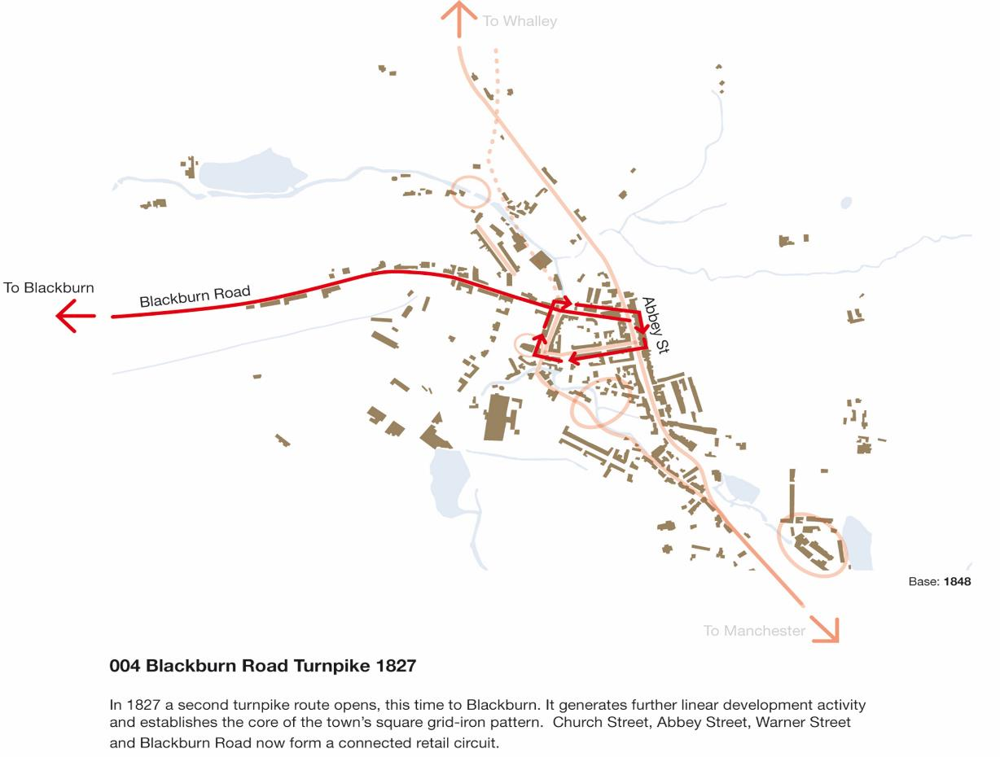 To Whalley
To Blackburn
Blackburn Road
Abbey St
Base: 1848
To Manchester
004 Blackburn Road Turnpike 1827
In 1827 a second turnpike route opens, this time to Blackburn. It generates further linear development activity
and establishes the core of the town’s square grid-iron pattern.  Church Street, Abbey Street, Warner Street
and Blackburn Road now form a connected retail circuit.